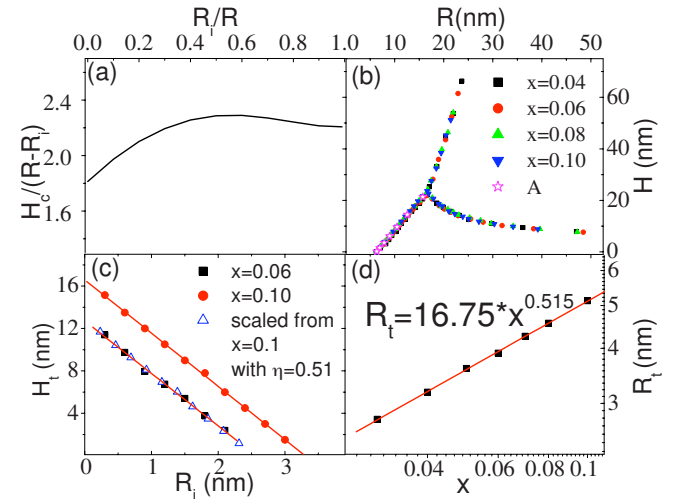 R_i/R
0.0 0.2 0.4 0.6 0.8 1.0
R(nm)
10 20 30 40 50
(a)
H_c/(R-R_i)
2.4
2.2
1.8
1.6
(b)
x=0.04
x=0.06
x=0.08
x=0.10
A
H (nm)
60
40
20
0
(c)
x=0.06
x=0.10
scaled from
x=0.1
with η=0.51
H_t (nm)
16
12
8
4
0 1 2 3
R_i (nm)
(d)
R_t=16.75*x^0.515
R_t (nm)
5
4
3
0.04 0.06 0.08 0.1
x